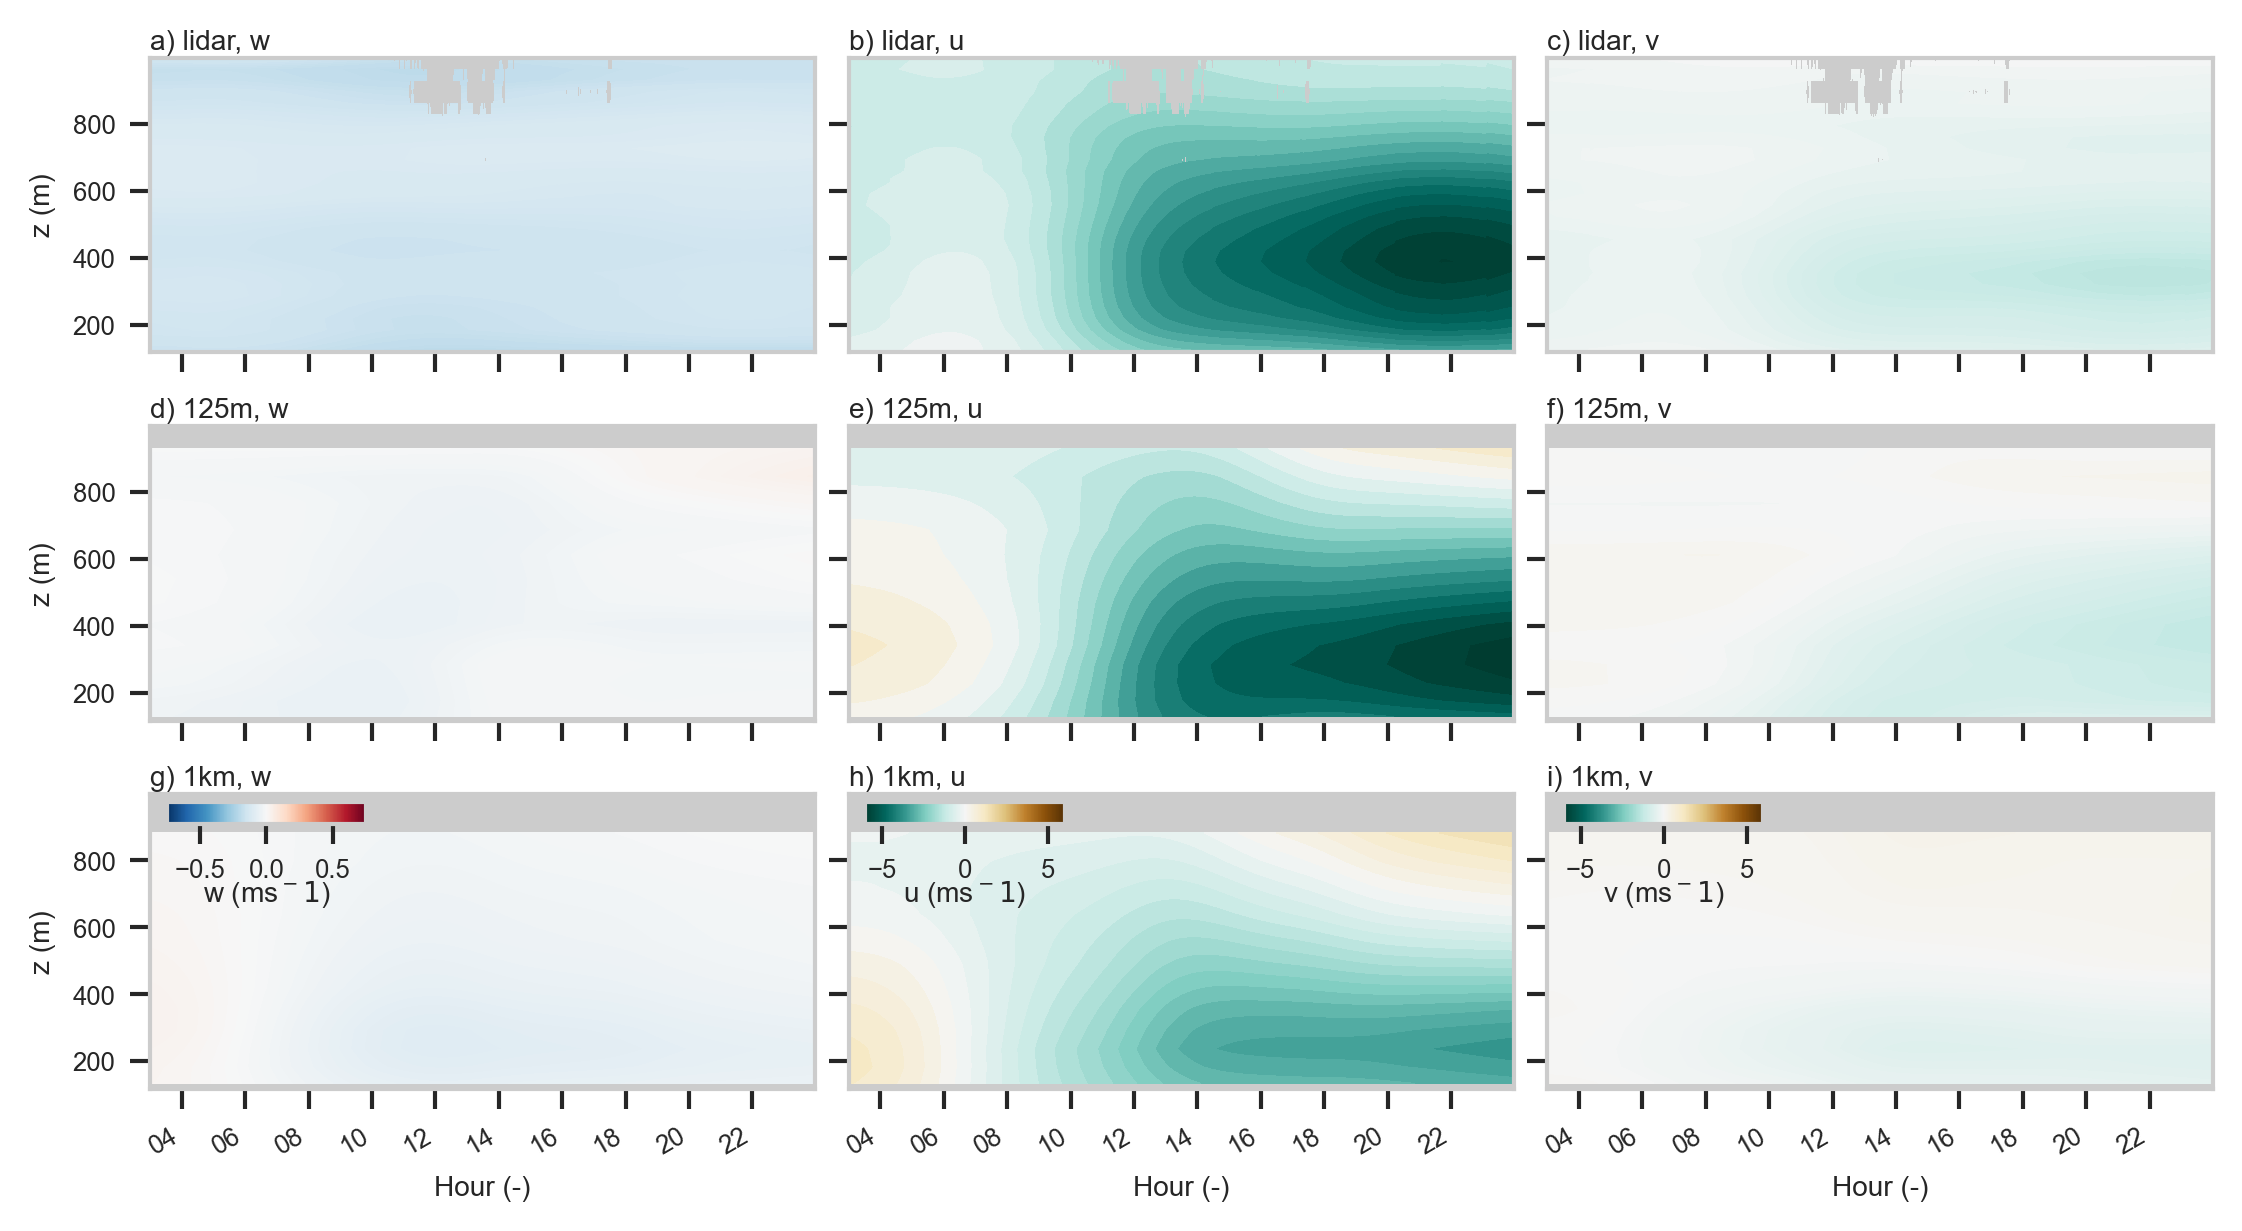 a) lidar, w
b) lidar, u
c) lidar, v
z (m)
800
600
400
200
d) 125m, w
e) 125m, u
f) 125m, v
z (m)
800
600
400
200
g) 1km, w
h) 1km, u
i) 1km, v
z (m)
800
600
400
200
−0.5 0.0 0.5
w (ms⁻1)
−5 0 5
u (ms⁻1)
−5 0 5
v (ms⁻1)
04 06 08 10 12 14 16 18 20 22
04 06 08 10 12 14 16 18 20 22
04 06 08 10 12 14 16 18 20 22
Hour (-)
Hour (-)
Hour (-)